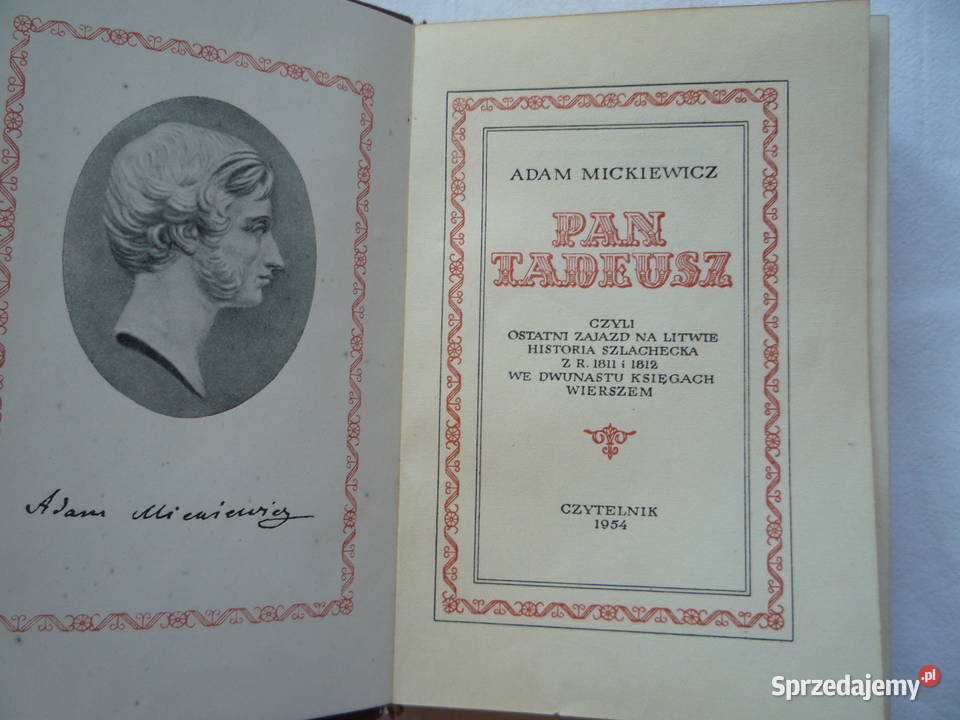 Adam Mickiewicz
ADAM MICKIEWICZ
PAN
TADEUSZ
CZYLI
OSTATNI ZAJAZD NA LITWIE
HISTORIA SZLACHECKA
Z R. 1811 i 1812
WE DWUNASTU KSIĘGACH
WIERSZEM
CZYTELNIK
1954
Sprzedajemy.pl